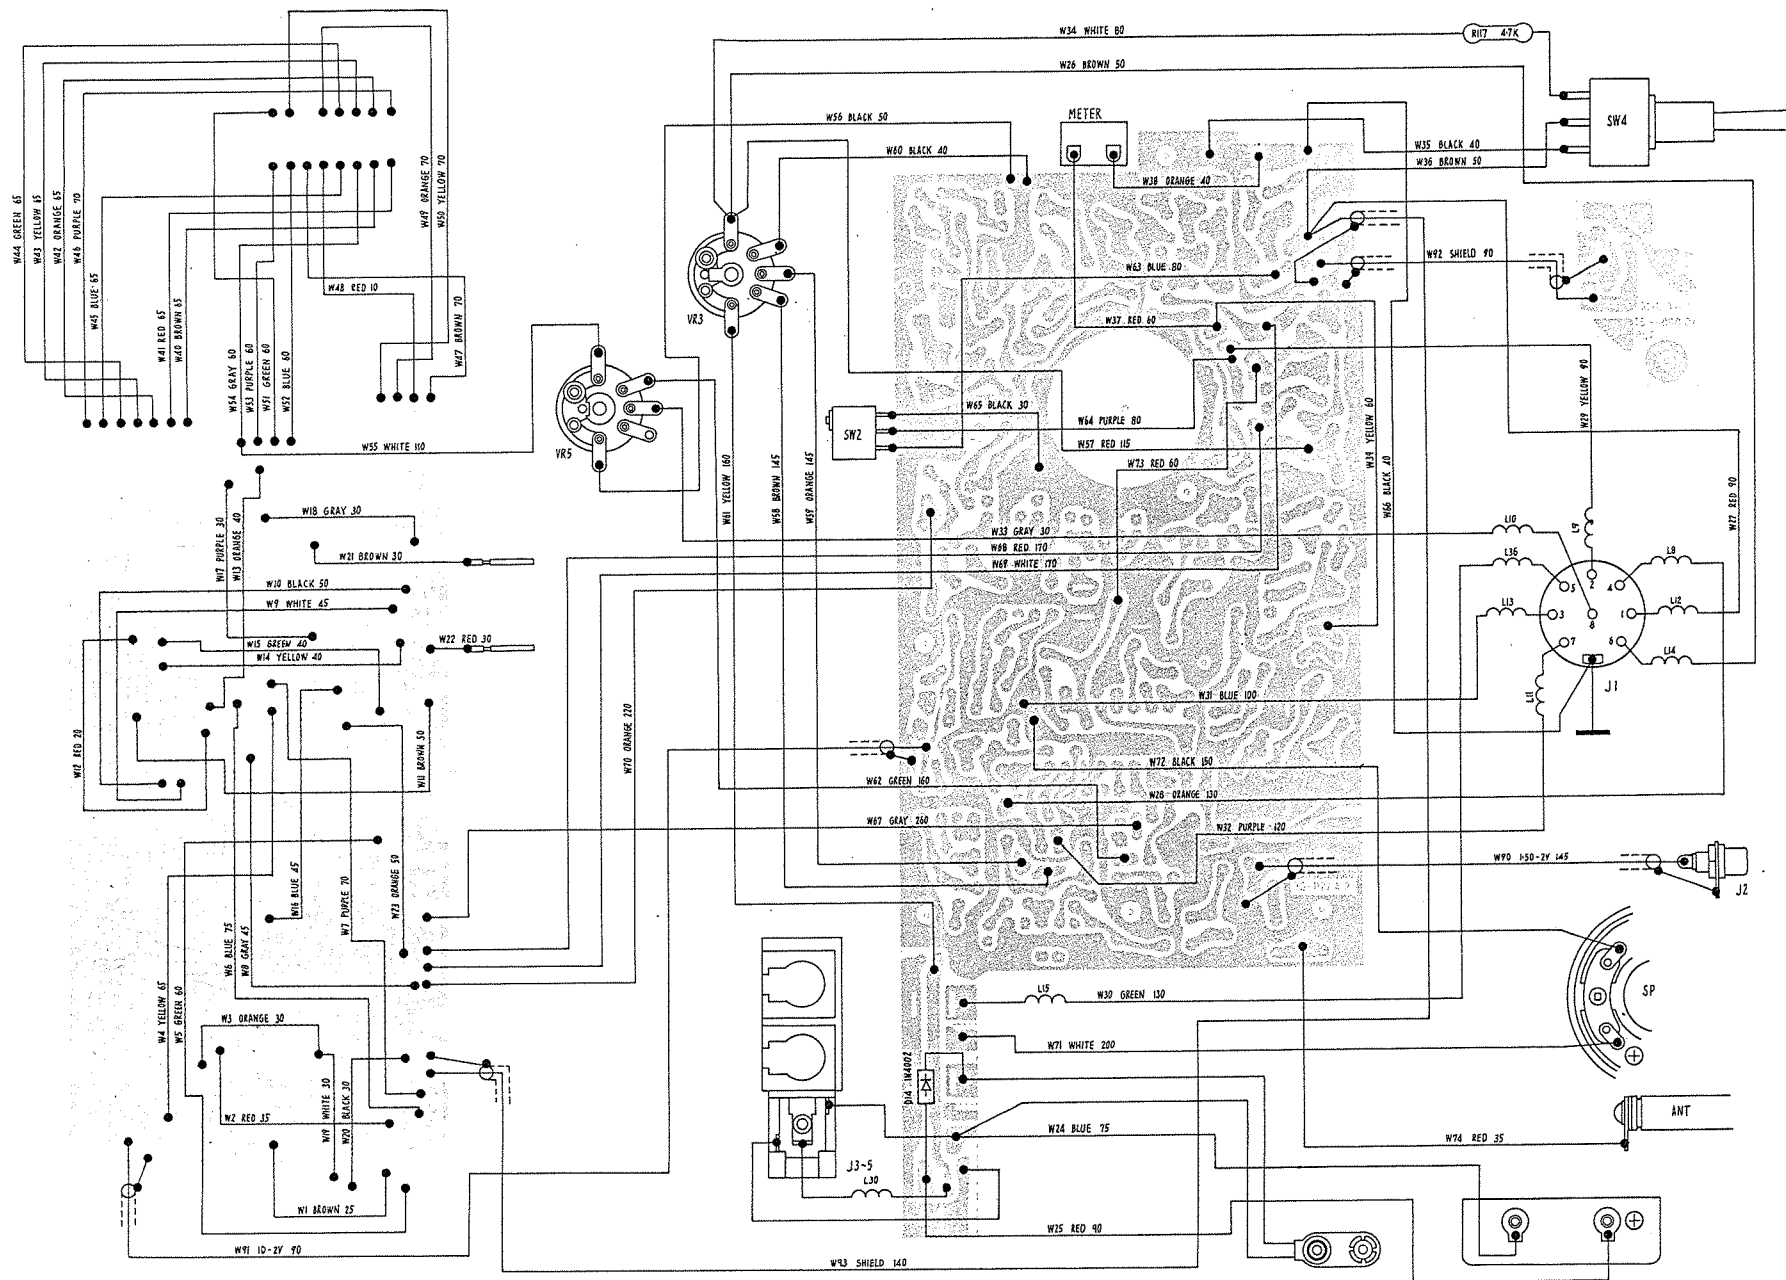 W34 WHITE 80
R117 4.7K
W26 BROWN 50
SW4
METER
W56 BLACK 50
W60 BLACK 40
W35 BLACK 40
W36 BROWN 50
W38 ORANGE 40
W44 GREEN 65
W43 YELLOW 65
W42 ORANGE 65
W46 PURPLE 70
W45 BLUE 65
W41 RED 65
W40 BROWN 65
W49 ORANGE 70
W50 YELLOW 70
W48 RED 10
W47 BROWN 70
W54 GRAY 60
W53 PURPLE 60
W51 GREEN 60
W52 BLUE 60
W63 BLUE 80
W92 SHIELD 90
VR3
W37 RED 60
W55 WHITE 110
VR5
SW2
W65 BLACK 30
W64 PURPLE 80
W57 RED 115
W73 RED 60
W39 YELLOW 60
W66 BLACK 40
W29 YELLOW 90
W27 RED 90
W61 YELLOW 160
W58 BROWN 145
W59 ORANGE 145
W18 GRAY 30
W17 PURPLE 30
W13 ORANGE 40
W21 BROWN 30
W10 BLACK 50
W9 WHITE 45
W15 GREEN 40
W14 YELLOW 40
W22 RED 30
W33 GRAY 30
W68 RED 170
W69 WHITE 170
L10
L9
L36
L8
L13
L12
L14
L11
5
2
4
3
8
1
7
6
J1
W31 BLUE 100
W70 ORANGE 220
W12 RED 20
W11 BROWN 50
W72 BLACK 150
W62 GREEN 160
W28 ORANGE 130
W67 GRAY 260
W32 PURPLE 120
W90 1.5D-2V 145
J2
W16 BLUE 45
W7 PURPLE 70
W23 ORANGE 50
W6 BLUE 75
W8 GRAY 45
W4 YELLOW 65
W5 GREEN 60
W3 ORANGE 30
W2 RED 35
W19 WHITE 30
W20 BLACK 30
W1 BROWN 25
L15
W30 GREEN 130
SP
W71 WHITE 200
D14 1N4002
W24 BLUE 75
W74 RED 35
ANT
J3~5
L30
W25 RED 90
W91 1D-2V 90
W93 SHIELD 140